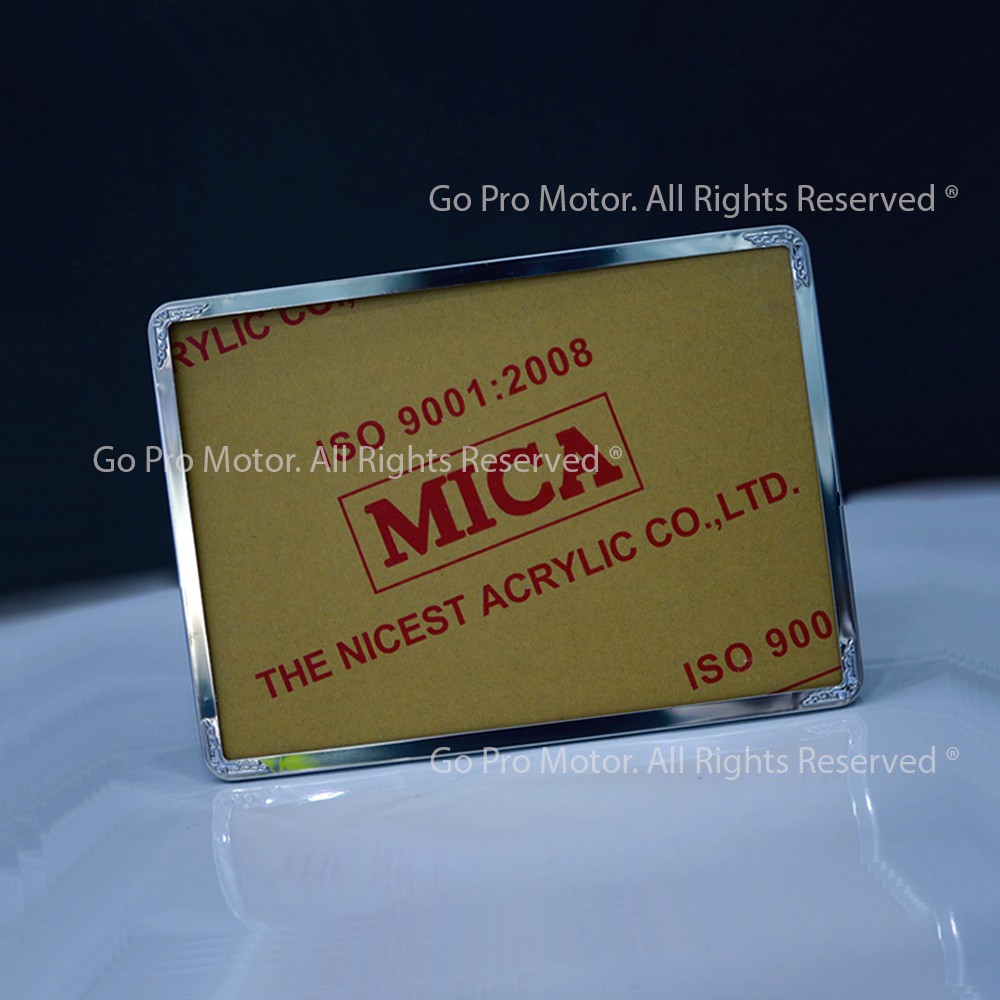 Go Pro Motor. All Rights Reserved ®
RYLIC CO.,
ISO 9001:2008
Go Pro Motor. All Rights Reserved ®
MICA
THE NICEST ACRYLIC CO.,LTD.
ISO 900
Go Pro Motor. All Rights Reserved ®